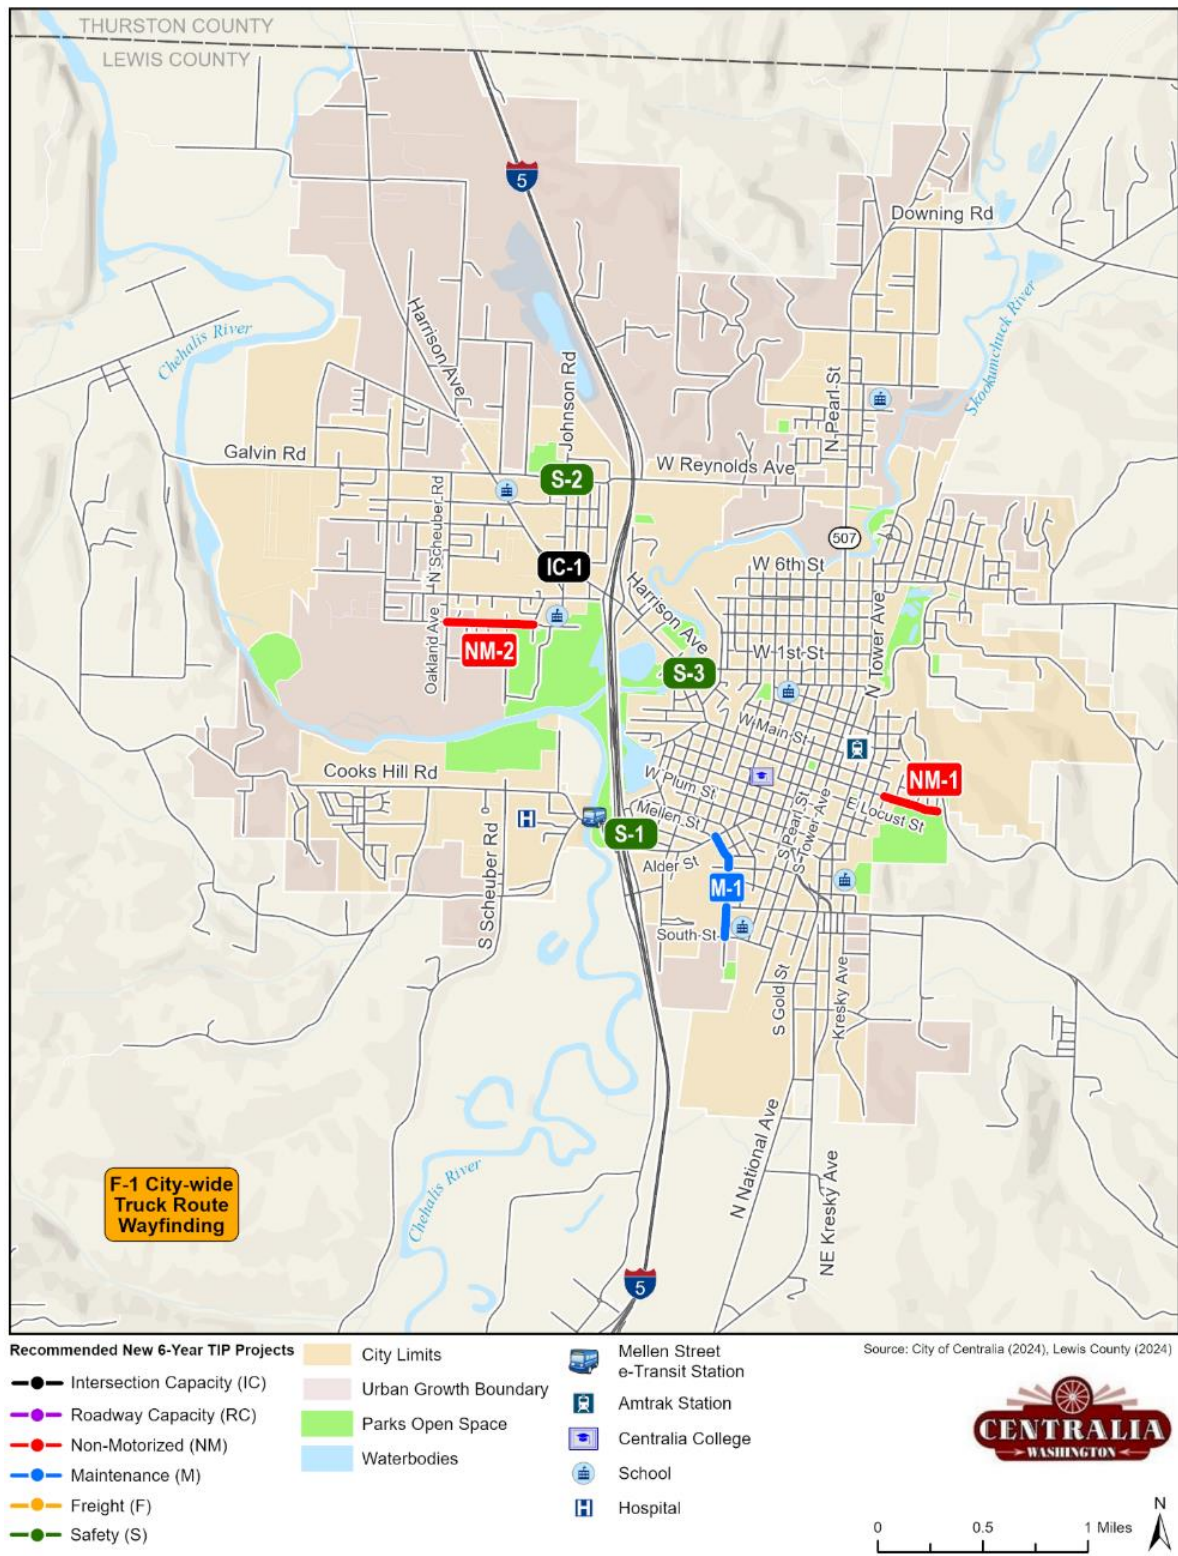 THURSTON COUNTY
LEWIS COUNTY
5
Downing Rd
Skookumchuck River
Chehalis River
Harrison Ave
Johnson Rd
N Pearl St
Galvin Rd
W Reynolds Ave
S-2
N Scheuber Rd
507
IC-1
W 6th St
Harrison Ave
Oakland Ave
NM-2
W 1st St
N Tower Ave
S-3
W Main St
Cooks Hill Rd
W Plum St
NM-1
E Locust St
Mellen St
S Pearl St
S Tower Ave
S-1
Alder St
M-1
S Scheuber Rd
South St
S Gold St
Kresky Ave
N National Ave
NE Kresky Ave
Chehalis River
F-1 City-wide
Truck Route
Wayfinding
5
Recommended New 6-Year TIP Projects
Intersection Capacity (IC)
Roadway Capacity (RC)
Non-Motorized (NM)
Maintenance (M)
Freight (F)
Safety (S)
City Limits
Urban Growth Boundary
Parks Open Space
Waterbodies
Mellen Street
e-Transit Station
Amtrak Station
Centralia College
School
H
Hospital
Source: City of Centralia (2024), Lewis County (2024)
CENTRALIA
WASHINGTON
N
0 0.5 1 Miles